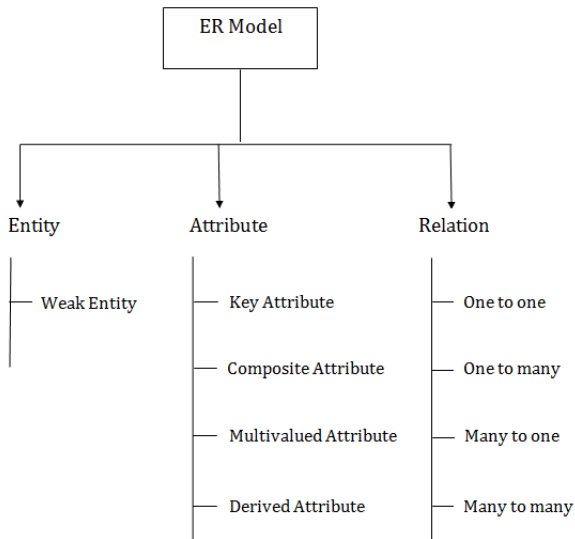 ER Model
Entity
Attribute
Relation
Weak Entity
Key Attribute
One to one
Composite Attribute
One to many
Multivalued Attribute
Many to one
Derived Attribute
Many to many